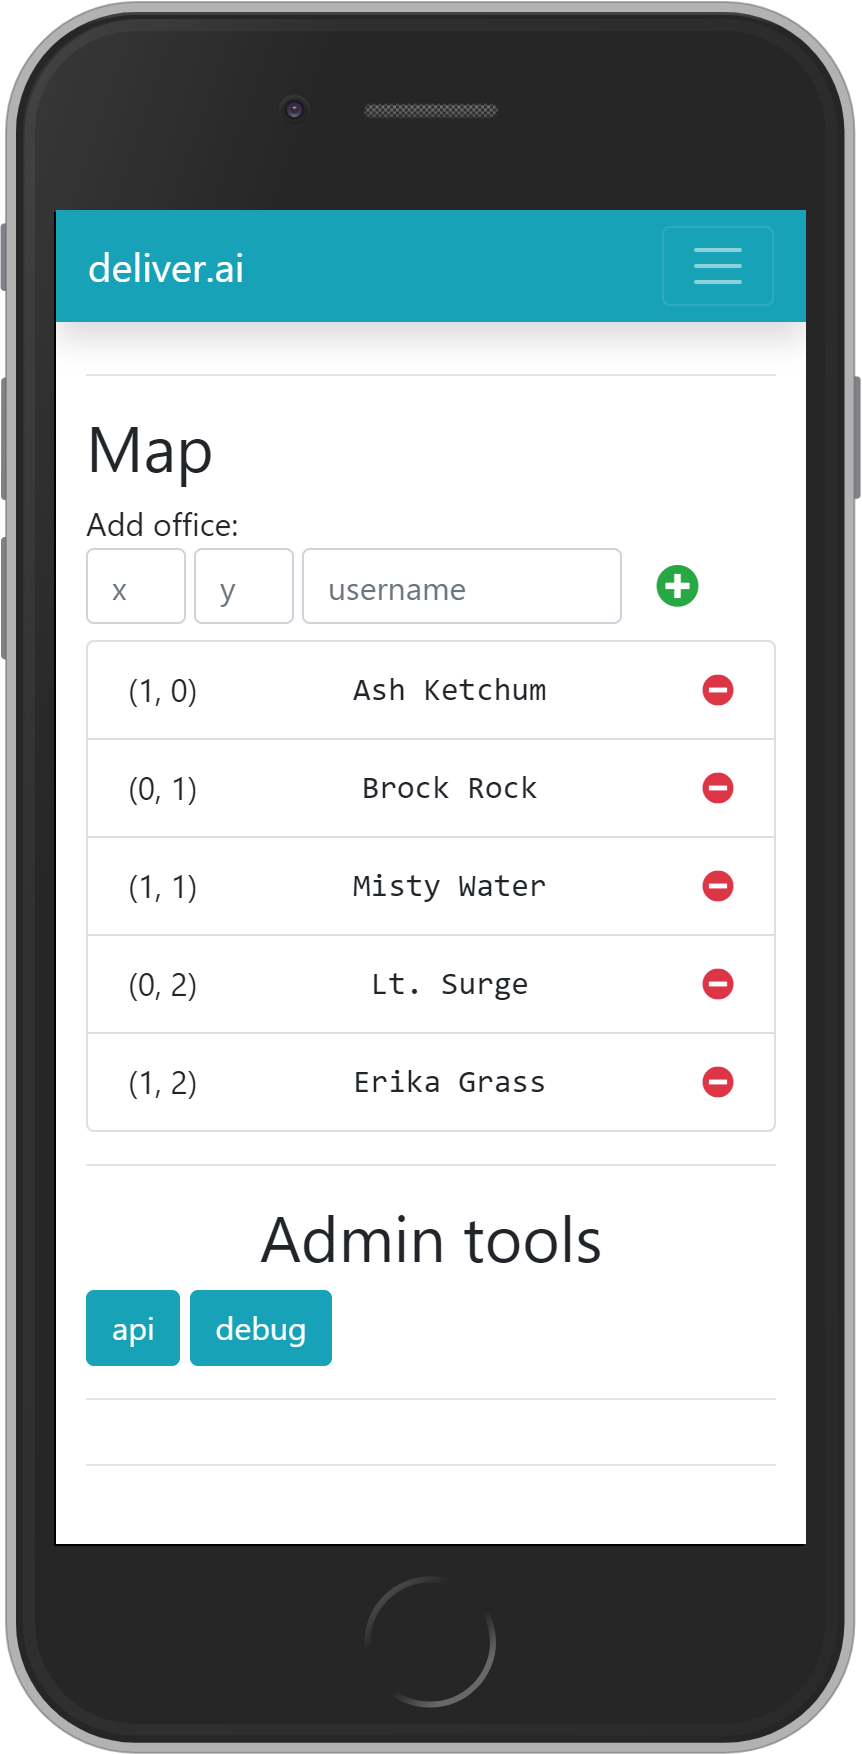 deliver.ai
Map
Add office:
x y username
(1, 0) Ash Ketchum
(0, 1) Brock Rock
(1, 1) Misty Water
(0, 2) Lt. Surge
(1, 2) Erika Grass
Admin tools
api debug